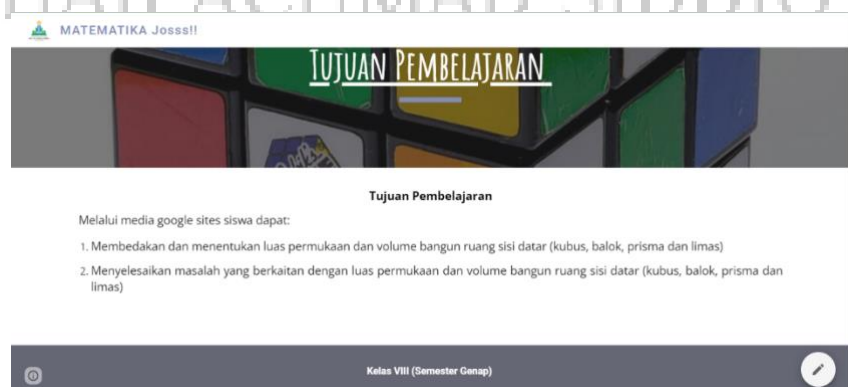 MATEMATIKA Josss!!
TUJUAN PEMBELAJARAN
Tujuan Pembelajaran
Melalui media google sites siswa dapat:
1. Membedakan dan menentukan luas permukaan dan volume bangun ruang sisi datar (kubus, balok, prisma dan limas)
2. Menyelesaikan masalah yang berkaitan dengan luas permukaan dan volume bangun ruang sisi datar (kubus, balok, prisma dan
limas)
Kelas VIII (Semester Genap)